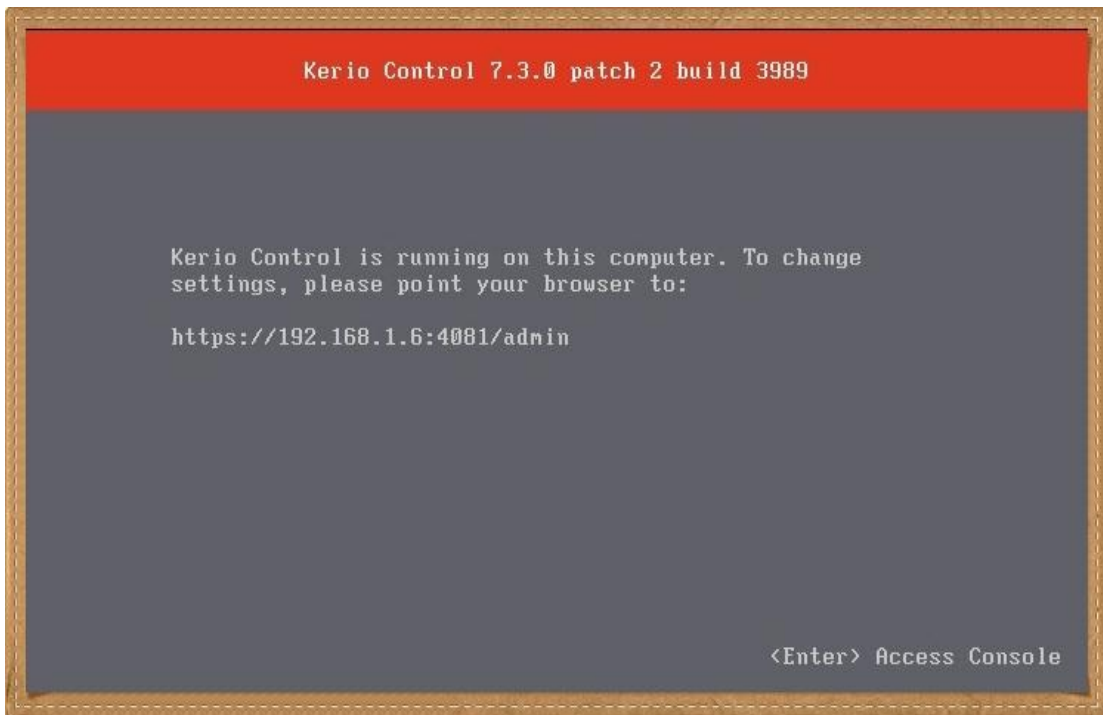 Kerio Control 7.3.0 patch 2 build 3989
Kerio Control is running on this computer. To change
settings, please point your browser to:
https://192.168.1.6:4081/admin
<Enter> Access Console